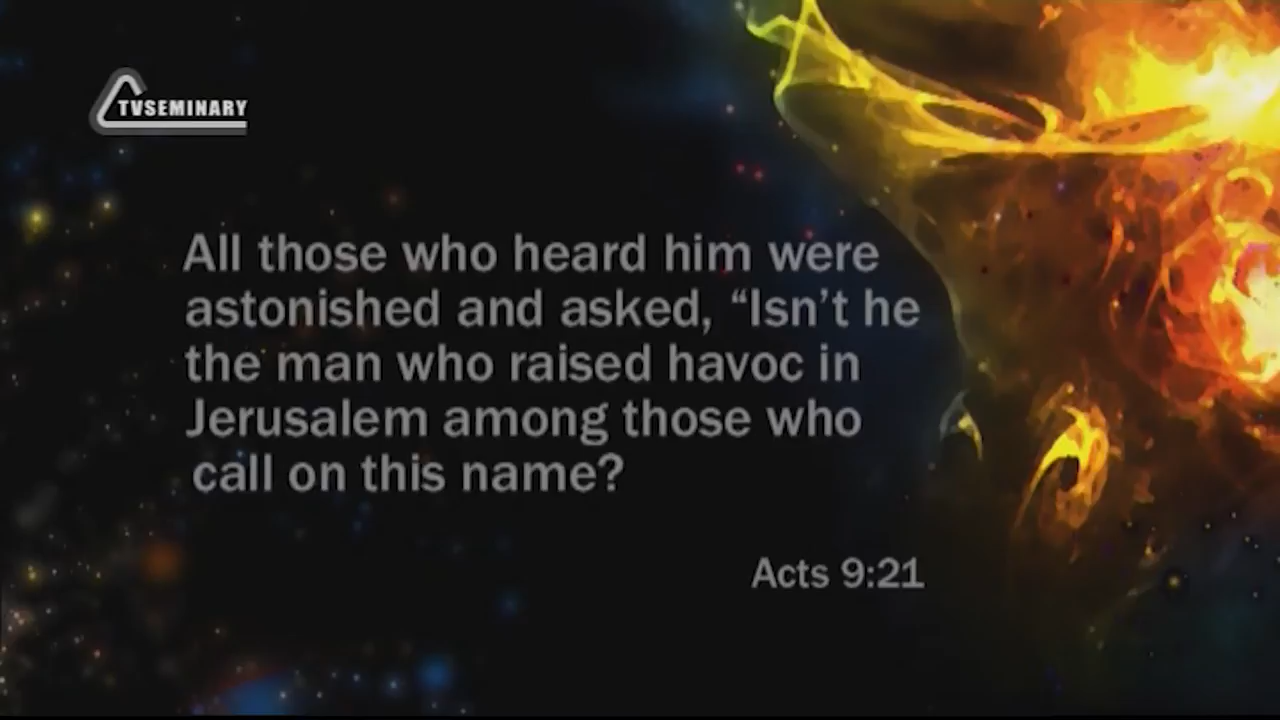 TVSEMINARY
All those who heard him were
astonished and asked, “Isn’t he
the man who raised havoc in
Jerusalem among those who
call on this name?
Acts 9:21